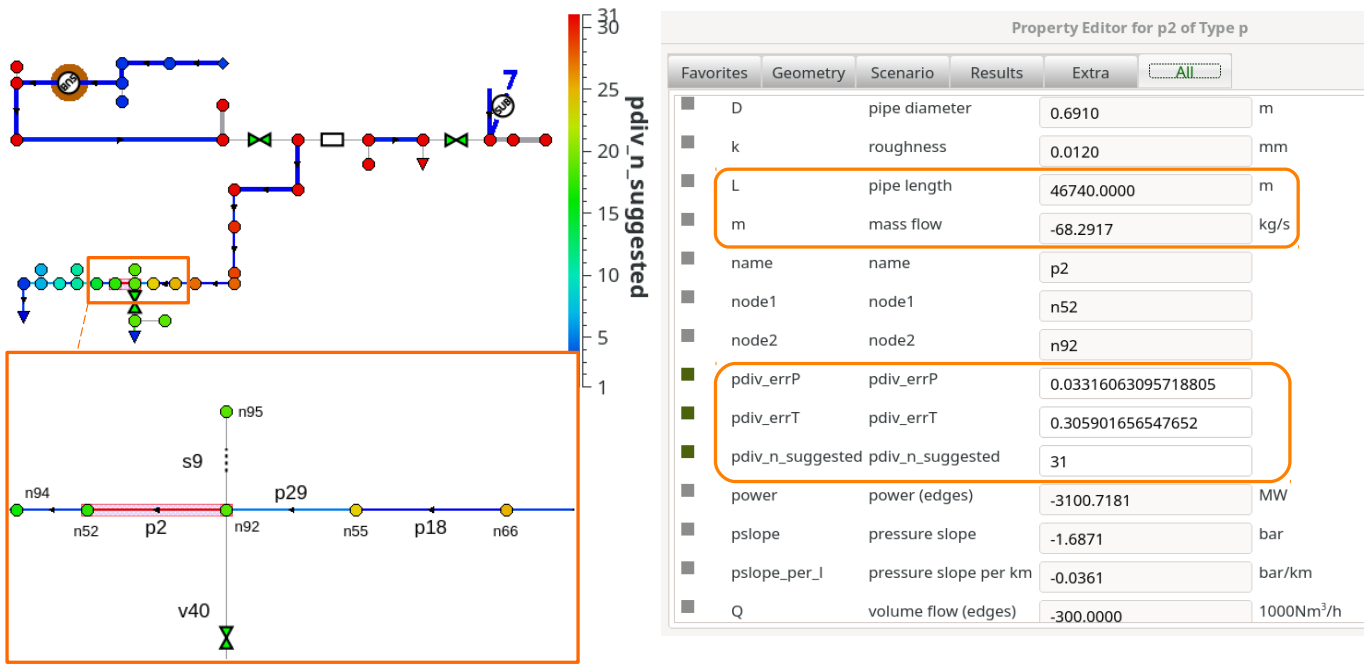 31
25
20
15
10
5
1
pdiv_n_suggested
SUB
7
SUB
n95
s9
n94
p29
n52
p2
n92
n55
p18
n66
v40
Property Editor for p2 of Type p
Favorites Geometry Scenario Results Extra All
D pipe diameter 0.6910 m
k roughness 0.0120 mm
L pipe length 46740.0000 m
m mass flow -68.2917 kg/s
name name p2
node1 node1 n52
node2 node2 n92
pdiv_errP pdiv_errP 0.03316063095718805
pdiv_errT pdiv_errT 0.305901656547652
pdiv_n_suggested pdiv_n_suggested 31
power power (edges) -3100.7181 MW
pslope pressure slope -1.6871 bar
pslope_per_l pressure slope per km -0.0361 bar/km
Q volume flow (edges) -300.0000 1000Nm³/h